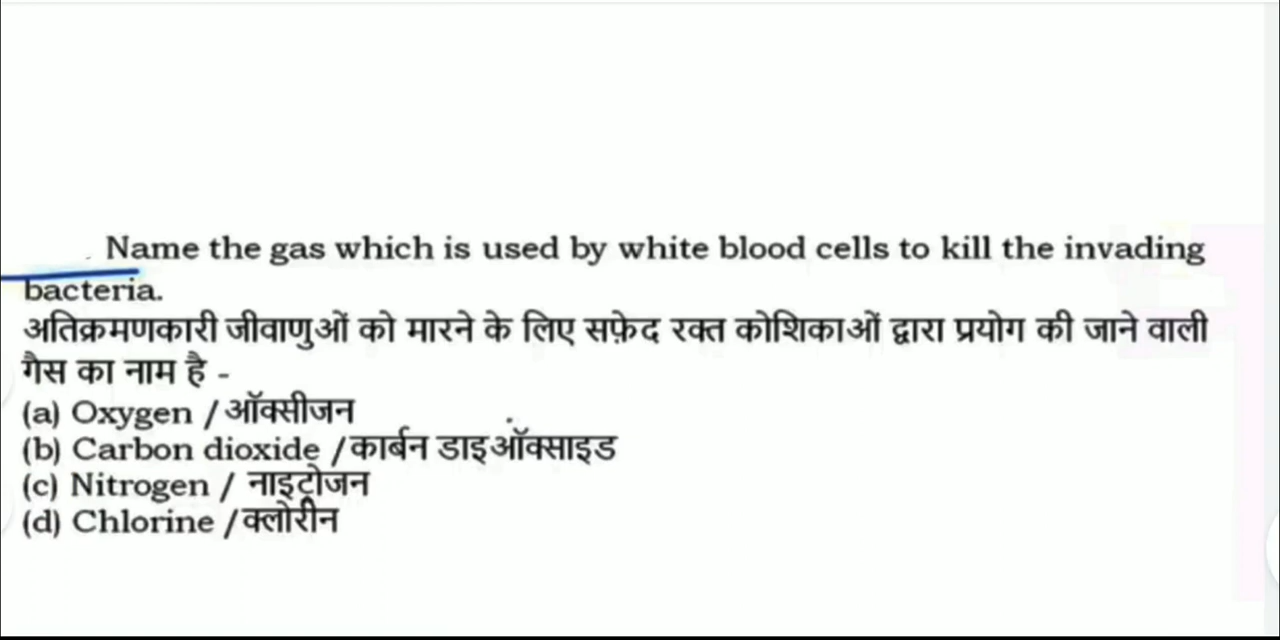 Name the gas which is used by white blood cells to kill the invading
bacteria.
अतिक्रमणकारी जीवाणुओं को मारने के लिए सफ़ेद रक्त कोशिकाओं द्वारा प्रयोग की जाने वाली
गैस का नाम है -
(a) Oxygen / ऑक्सीजन
(b) Carbon dioxide / कार्बन डाइऑक्साइड
(c) Nitrogen / नाइट्रोजन
(d) Chlorine / क्लोरीन